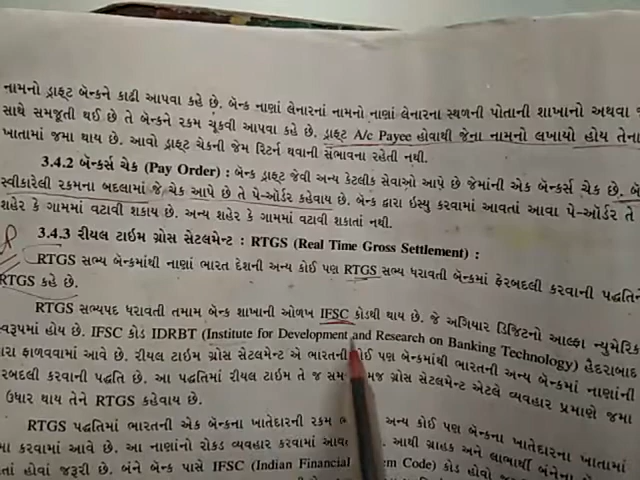 નામનો ડ્રાફ્ટ બૅન્કને કાઢી આપવા કહે છે. બૅન્ક નાણાં લેનારનાં નામનો નાણાં લેનારના સ્થળની પોતાની શાખાનો અથવા
સાથે સમજૂતી થઈ છે તે બૅન્કને રકમ ચૂકવી આપવા કહે છે. ડ્રાફ્ટ A/c Payee હોવાથી જેના નામનો લખાયો હોય તેના
ખાતામાં જમા થાય છે. આવો ડ્રાફ્ટ ચેકની જેમ રિટર્ન થવાની સંભાવના રહેતી નથી.
3.4.2 બૅન્કર્સ ચેક (Pay Order) : બૅન્ક ડ્રાફ્ટ જેવી અન્ય કેટલીક સેવાઓ આપે છે જેમાંની એક બૅન્કર્સ ચેક છે.
સ્વીકારેલી રકમના બદલામાં જે ચેક આપે છે તે પે-ઑર્ડર કહેવાય છે. બૅન્ક દ્વારા ઇસ્યુ કરવામાં આવતાં આવા પે-ઑર્ડર તે
શહેર કે ગામમાં વટાવી શકાય છે. અન્ય શહેર કે ગામમાં વટાવી શકાતાં નથી.
3.4.3 રીયલ ટાઇમ ગ્રોસ સેટલમેન્ટ : RTGS (Real Time Gross Settlement) :
RTGS સભ્ય બૅન્કમાંથી નાણાં ભારત દેશની અન્ય કોઈ પણ RTGS સભ્ય ધરાવતી બૅન્કમાં ફેરબદલી કરવાની પદ્ધતિને
RTGS કહે છે.
RTGS સભ્યપદ ધરાવતી તમામ બૅન્ક શાખાની ઓળખ IFSC કોડથી થાય છે. જે અગિયાર ડિજિટનો આલ્ફા ન્યુમેરિક
સ્વરૂપમાં હોય છે. IFSC કોડ IDRBT (Institute for Development and Research on Banking Technology) હૈદરાબાદ
દ્વારા ફાળવવામાં આવે છે. રીયલ ટાઇમ ગ્રોસ સેટલમેન્ટ એ ભારતની કોઈ પણ બૅન્કમાંથી ભારતની અન્ય બૅન્કમાં નાણાંની
ફેરબદલી કરવાની પદ્ધતિ છે. આ પદ્ધતિમાં રીયલ ટાઇમ તે જ ગ્રોસ સેટલમેન્ટ એટલે વ્યવહાર પ્રમાણે જમા
ઉધાર થાય તેને RTGS કહેવાય છે.
RTGS પદ્ધતિમાં ભારતની એક બૅન્કના ખાતેદારની રકમ અન્ય કોઈ પણ બૅન્કના ખાતેદારના ખાતામાં
કરવામાં આવે છે. આ નાણાંનો રોકડ વ્યવહાર કરવામાં આથી ગ્રાહક અને લાભાર્થી બંનેના
હોવાં જરૂરી છે. બંને બૅન્ક પાસે IFSC (Indian Financial Code) કોડ હોવો